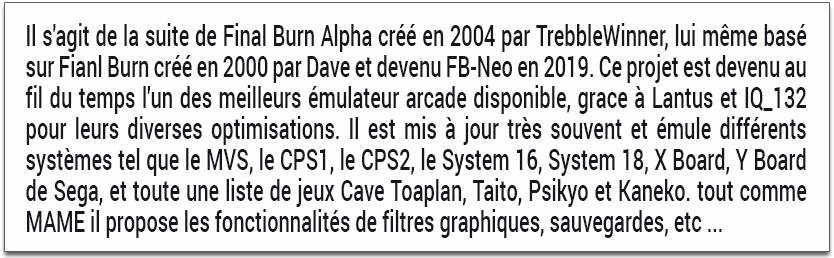 Il s'agit de la suite de Final Burn Alpha créé en 2004 par TrebbleWinner, lui même basé
sur Fianl Burn créé en 2000 par Dave et devenu FB-Neo en 2019. Ce projet est devenu au
fil du temps l'un des meilleurs émulateur arcade disponible, grace à Lantus et IQ_132
pour leurs diverses optimisations. Il est mis à jour très souvent et émule différents
systèmes tel que le MVS, le CPS1, le CPS2, le System 16, System 18, X Board, Y Board
de Sega, et toute une liste de jeux Cave Toaplan, Taito, Psikyo et Kaneko. tout comme
MAME il propose les fonctionnalités de filtres graphiques, sauvegardes, etc ...